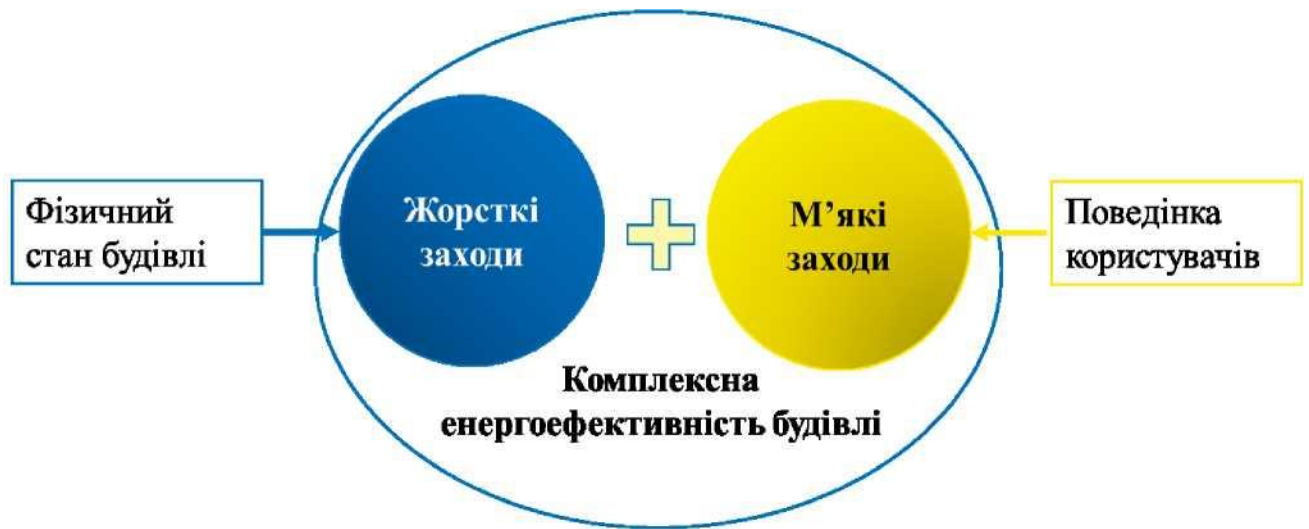 Фізичний
стан будівлі
Жорсткі
заходи
М’які
заходи
Поведінка
користувачів
Комплексна
енергоефективність будівлі